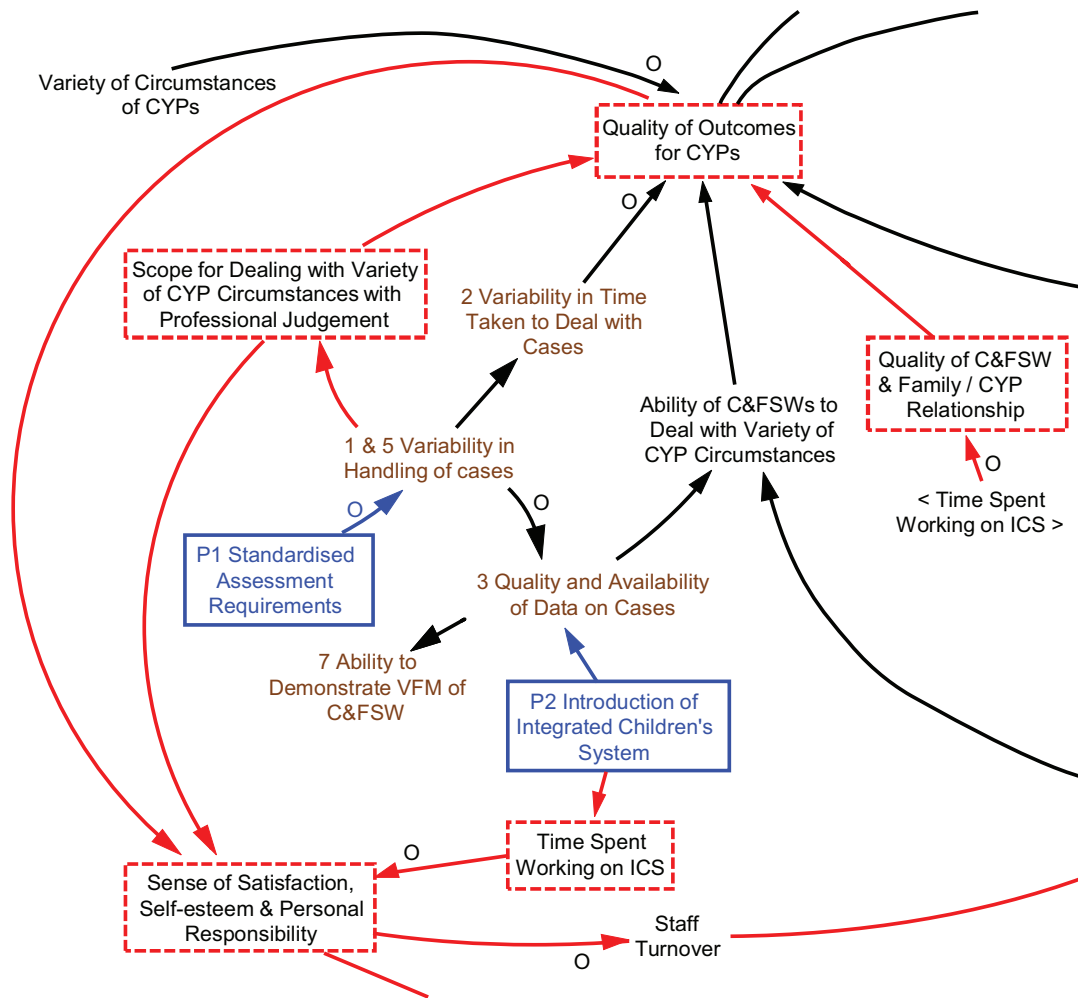 O
Variety of Circumstances
of CYPs
Quality of Outcomes
for CYPs
O
Scope for Dealing with Variety
of CYP Circumstances with
Professional Judgement
2 Variability in Time
Taken to Deal with
Cases
Quality of C&FSW
& Family / CYP
Relationship
Ability of C&FSWs to
Deal with Variety of
CYP Circumstances
1 & 5 Variability in
Handling of cases
O
< Time Spent
Working on ICS >
O
O
P1 Standardised
Assessment
Requirements
3 Quality and Availability
of Data on Cases
7 Ability to
Demonstrate VFM of
C&FSW
P2 Introduction of
Integrated Children's
System
Time Spent
Working on ICS
O
Sense of Satisfaction,
Self-esteem & Personal
Responsibility
Staff
Turnover
O